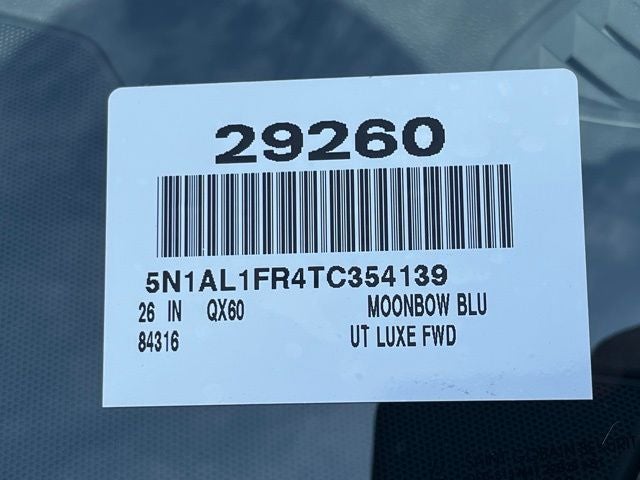 29260
5N1AL1FR4TC354139
26 IN QX60 MOONBOW BLU
84316 UT LUXE FWD